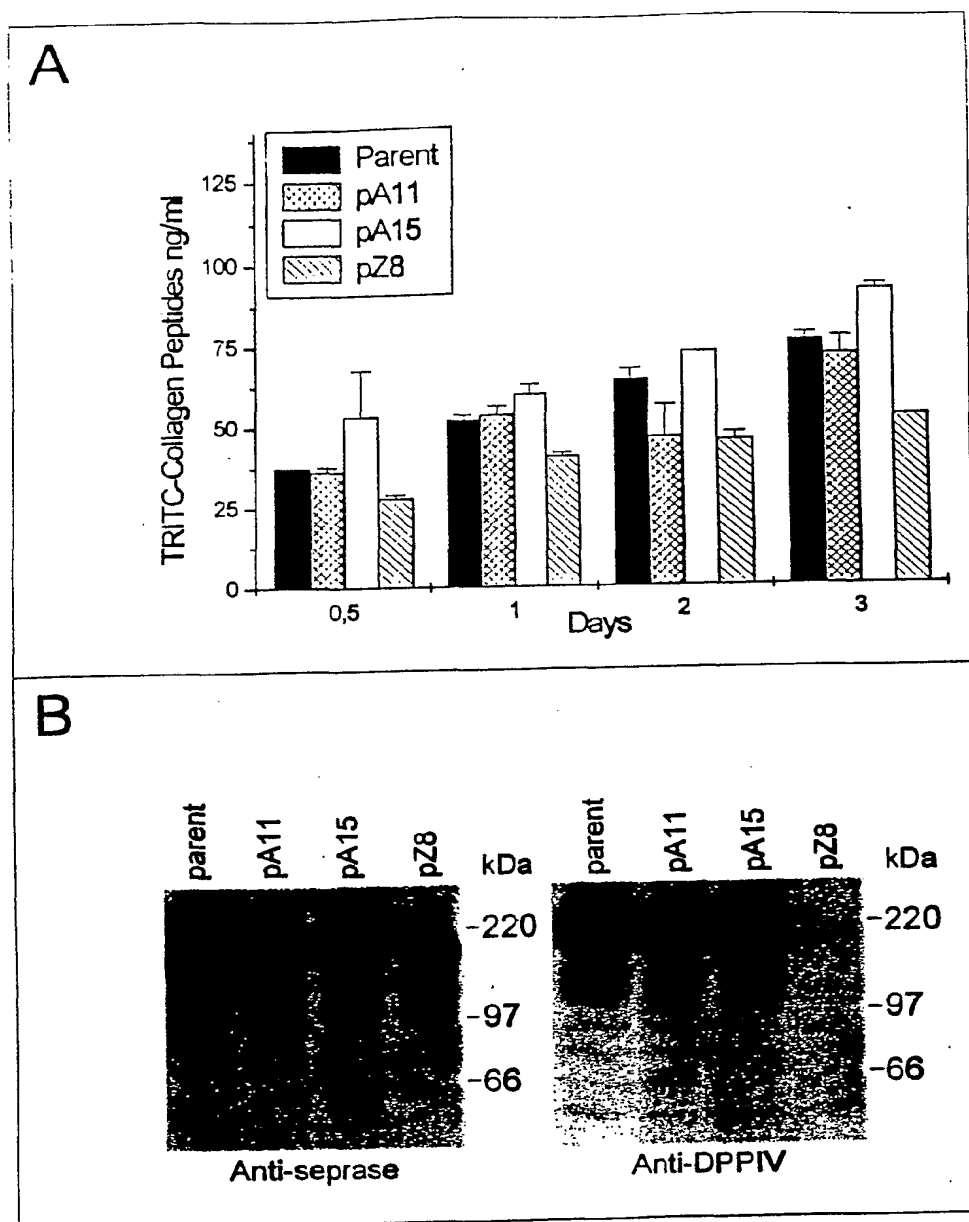 A
TRITC-Collagen Peptides ng/ml
125
100
75
50
25
0
Parent
pA11
pA15
pZ8
0,5
1
2
3
Days
B
parent
pA11
pA15
pZ8
kDa
-220
-97
-66
Anti-seprase
parent
pA11
pA15
pZ8
kDa
-220
-97
-66
Anti-DPPIV